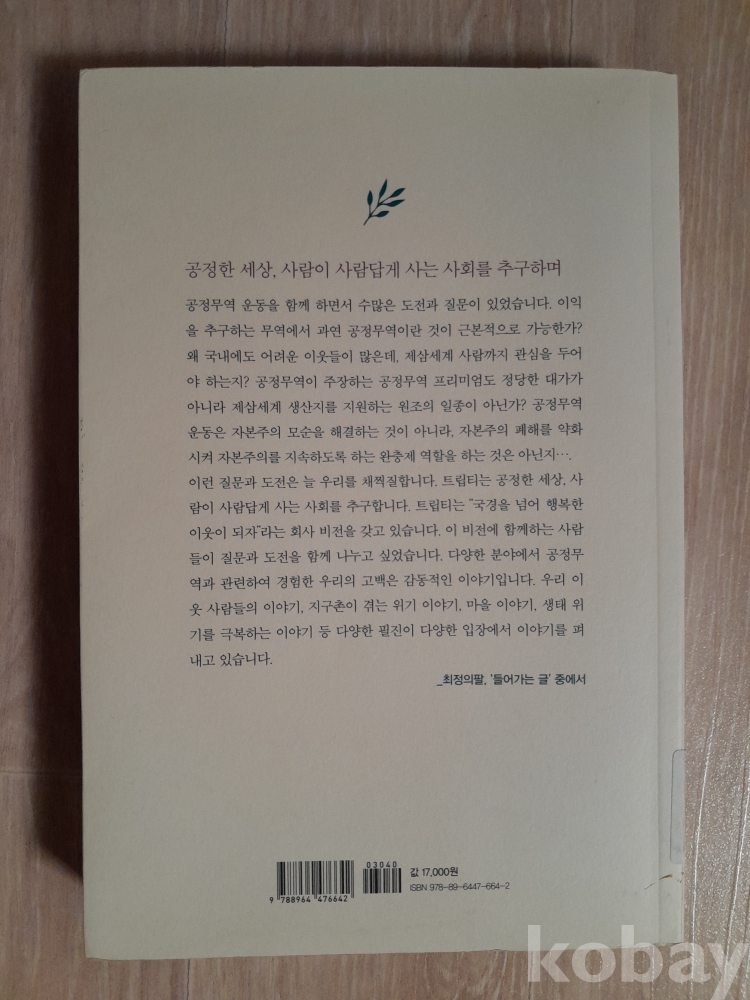 공정한 세상, 사람이 사람답게 사는 사회를 추구하며
공정무역 운동을 함께 하면서 수많은 도전과 질문이 있었습니다. 이익
을 추구하는 무역에서 과연 공정무역이란 것이 근본적으로 가능한가?
왜 국내에도 어려운 이웃들이 많은데, 제삼세계 사람까지 관심을 두어
야 하는지? 공정무역이 주장하는 공정무역 프리미엄도 정당한 대가가
아니라 제삼세계 생산지를 지원하는 원조의 일종이 아닌가? 공정무역
운동은 자본주의 모순을 해결하는 것이 아니라, 자본주의 폐해를 약화
시켜 자본주의를 지속하도록 하는 완충제 역할을 하는 것은 아닌지….
이런 질문과 도전은 늘 우리를 채찍질합니다. 트립티는 공정한 세상, 사
람이 사람답게 사는 사회를 추구합니다. 트립티는 "국경을 넘어 행복한
이웃이 되자"라는 회사 비전을 갖고 있습니다. 이 비전에 함께하는 사람
들이 질문과 도전을 함께 나누고 싶었습니다. 다양한 분야에서 공정무
역과 관련하여 경험한 우리의 고백은 감동적인 이야기입니다. 우리 이
웃 사람들의 이야기, 지구촌이 겪는 위기 이야기, 마을 이야기, 생태 위
기를 극복하는 이야기 등 다양한 필진이 다양한 입장에서 이야기를 펴
내고 있습니다.
_최정의팔, '들어가는 글' 중에서
03040
값 17,000원
ISBN 978-89-6447-664-2
9 788964 476642
kobay